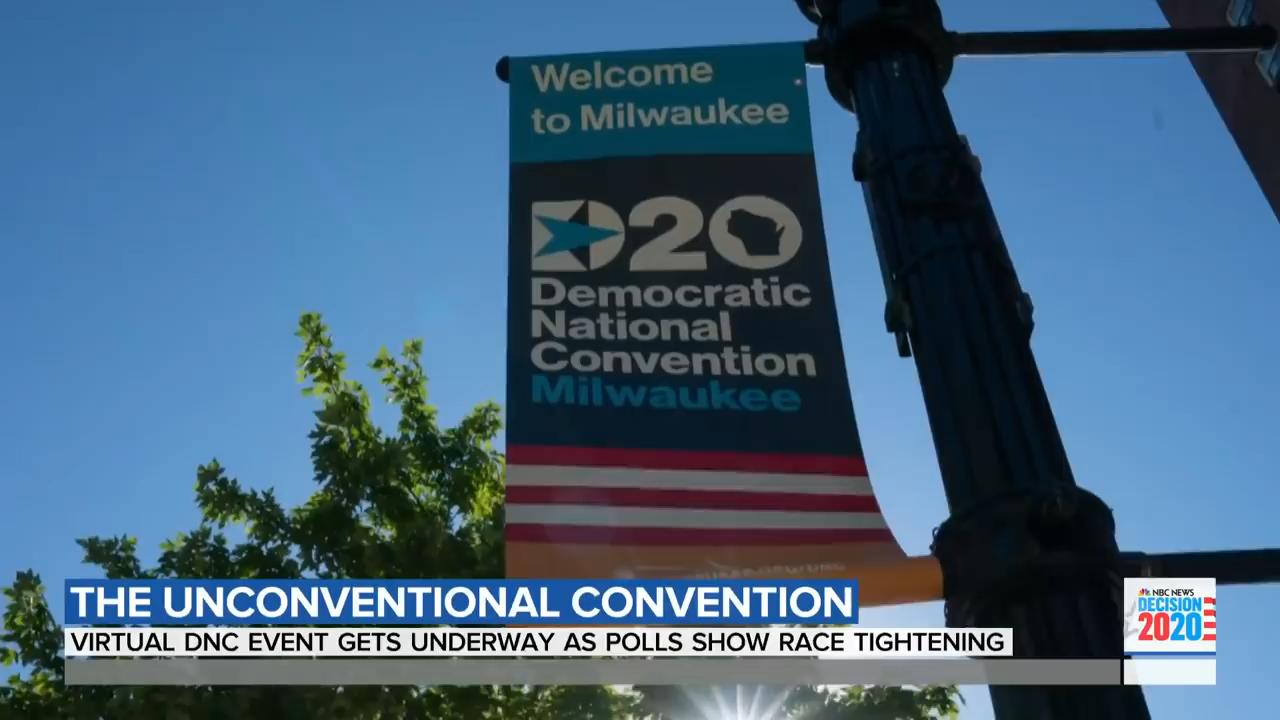 Welcome
to Milwaukee
D20
Democratic
National
Convention
Milwaukee
THE UNCONVENTIONAL CONVENTION
VIRTUAL DNC EVENT GETS UNDERWAY AS POLLS SHOW RACE TIGHTENING
NBC NEWS
DECISION
2020